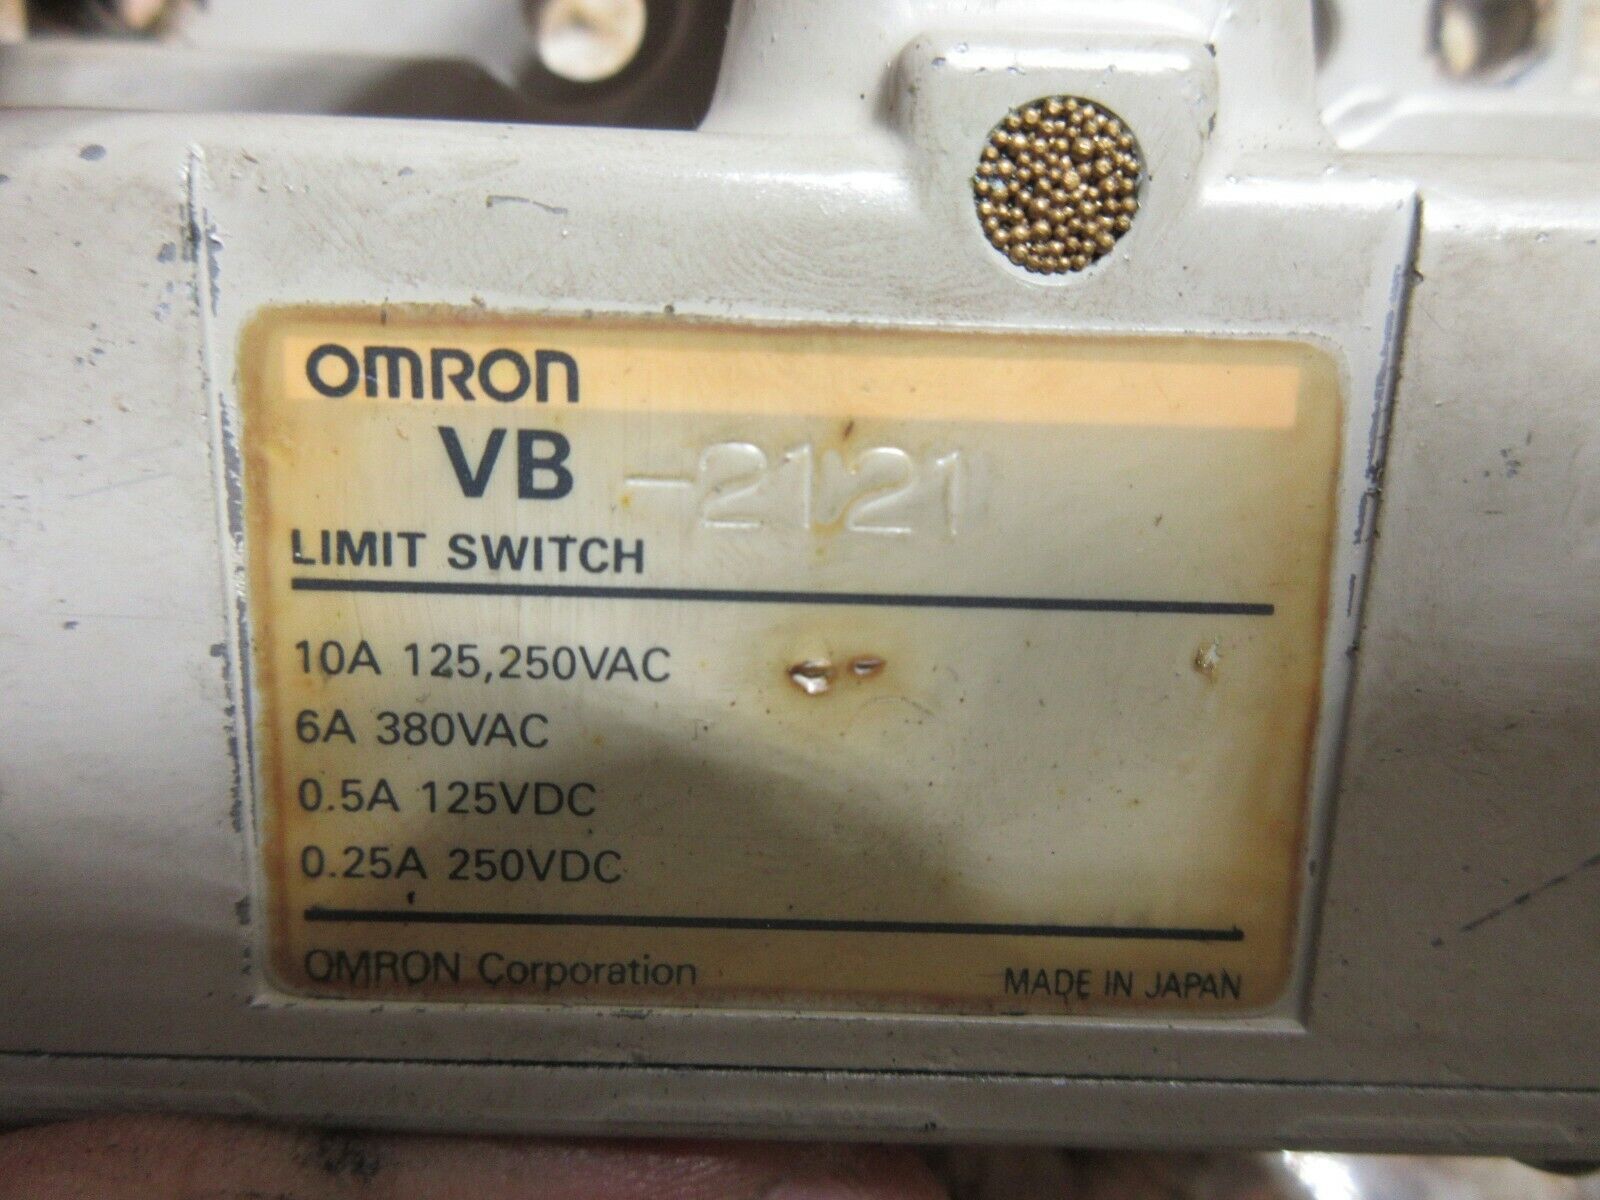 OMRON
VB -2121
LIMIT SWITCH
10A 125,250VAC
6A 380VAC
0.5A 125VDC
0.25A 250VDC
OMRON Corporation MADE IN JAPAN